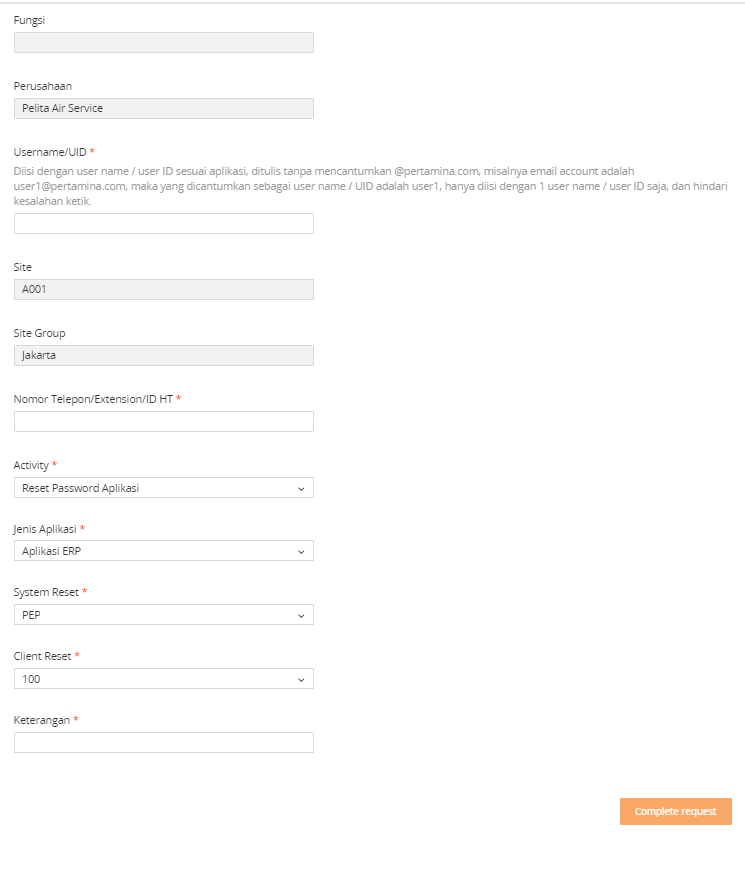 Fungsi
Perusahaan
Pelita Air Service
Username/UID *
Diisi dengan user name / user ID sesuai aplikasi, ditulis tanpa mencantumkan @pertamina.com, misalnya email account adalah
user1@pertamina.com, maka yang dicantumkan sebagai user name / UID adalah user1, hanya diisi dengan 1 user name / user ID saja, dan hindari
kesalahan ketik.
Site
A001
Site Group
Jakarta
Nomor Telepon/Extension/ID HT *
Activity *
Reset Password Aplikasi
Jenis Aplikasi *
Aplikasi ERP
System Reset *
PEP
Client Reset *
100
Keterangan *
Complete request